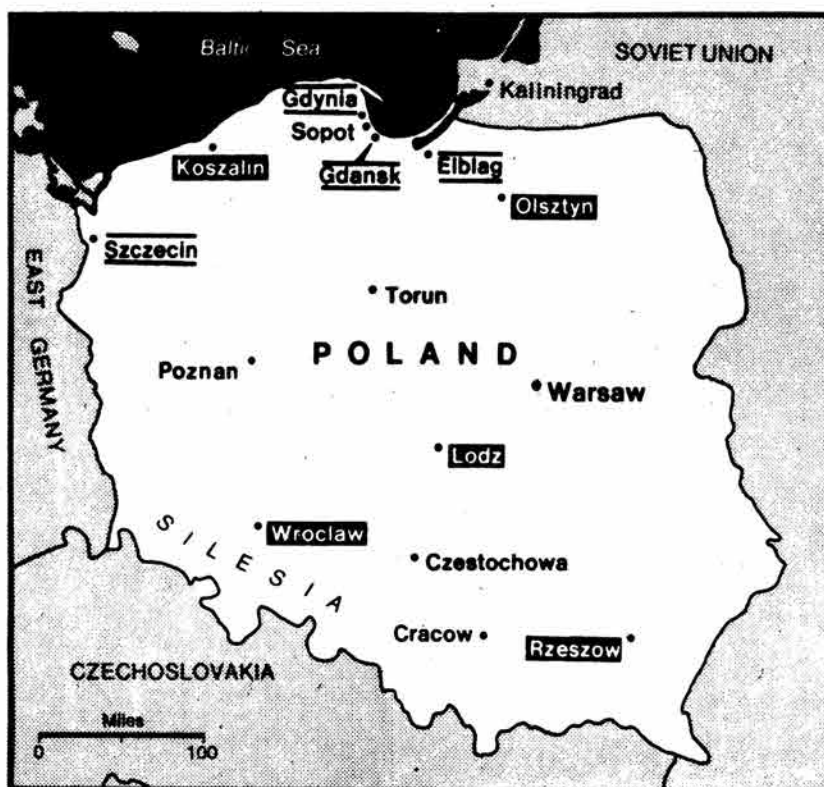 Baltic Sea
SOVIET UNION
Kaliningrad
Gdynia
Sopot
Gdansk
Elblag
Koszalin
Olsztyn
Szczecin
EAST GERMANY
Torun
POLAND
Poznan
Warsaw
Lodz
SILESIA
Wroclaw
Czestochowa
Cracow
Rzeszow
CZECHOSLOVAKIA
Miles
0 100